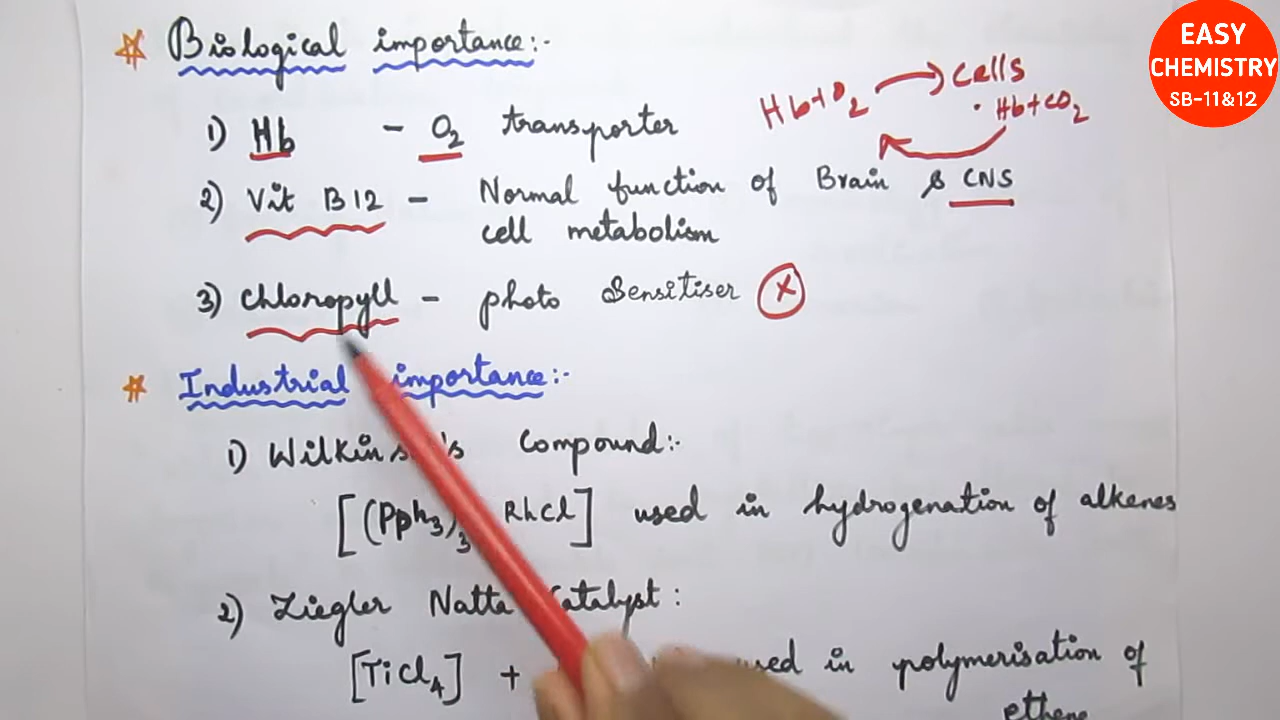 EASY
CHEMISTRY
SB-11&12
Biological importance:-
Hb+O2 → Cells
Hb+CO2
1) Hb - O2 transporter
2) Vit B12 - Normal function of Brain & CNS
cell metabolism
3) Chloropyll - photo Sensitiser X
Industrial importance:-
1) Compound:-
[(Pph3)3 RhCl] used in hydrogenation of alkenes
2) Ziegler Natta Catalyst:
[TiCl4] + used in polymerisation of
ethene